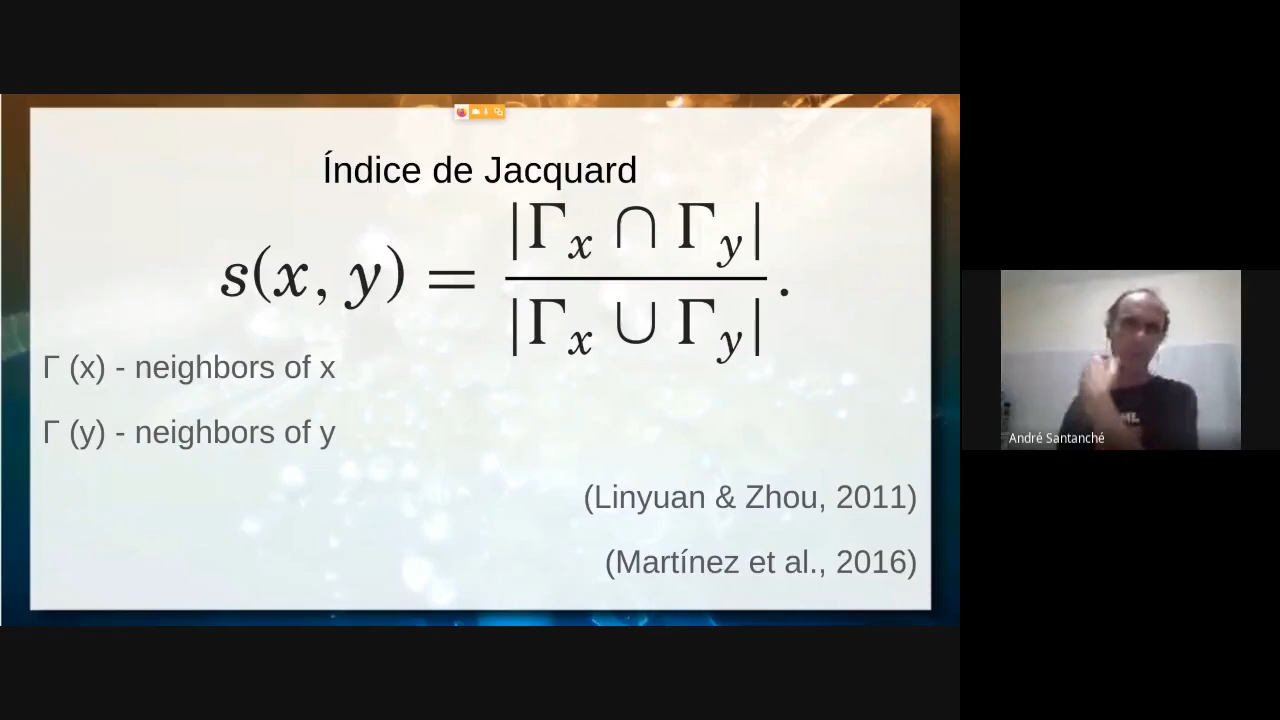 Índice de Jacquard
s(x, y) = |Γx ∩ Γy| / |Γx ∪ Γy| .
Γ (x) - neighbors of x
Γ (y) - neighbors of y
(Linyuan & Zhou, 2011)
(Martínez et al., 2016)
André Santanchè